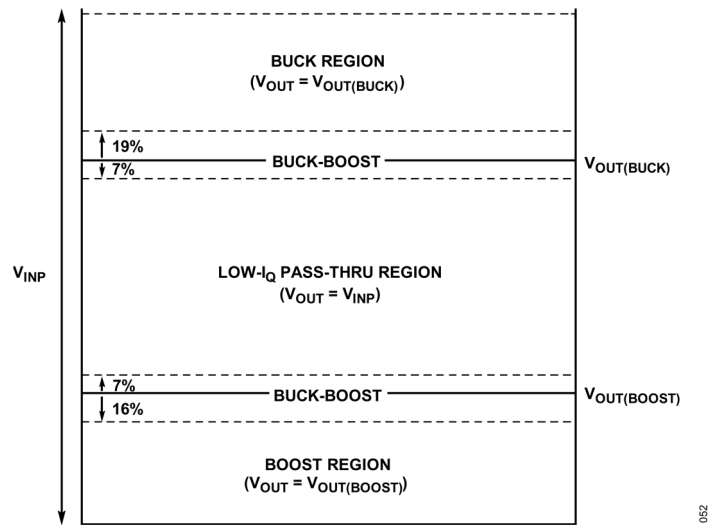 BUCK REGION
(VOUT = VOUT(BUCK))
19%
BUCK-BOOST
VOUT(BUCK)
7%
VINP
LOW-IQ PASS-THRU REGION
(VOUT = VINP)
7%
BUCK-BOOST
VOUT(BOOST)
16%
BOOST REGION
(VOUT = VOUT(BOOST))
052